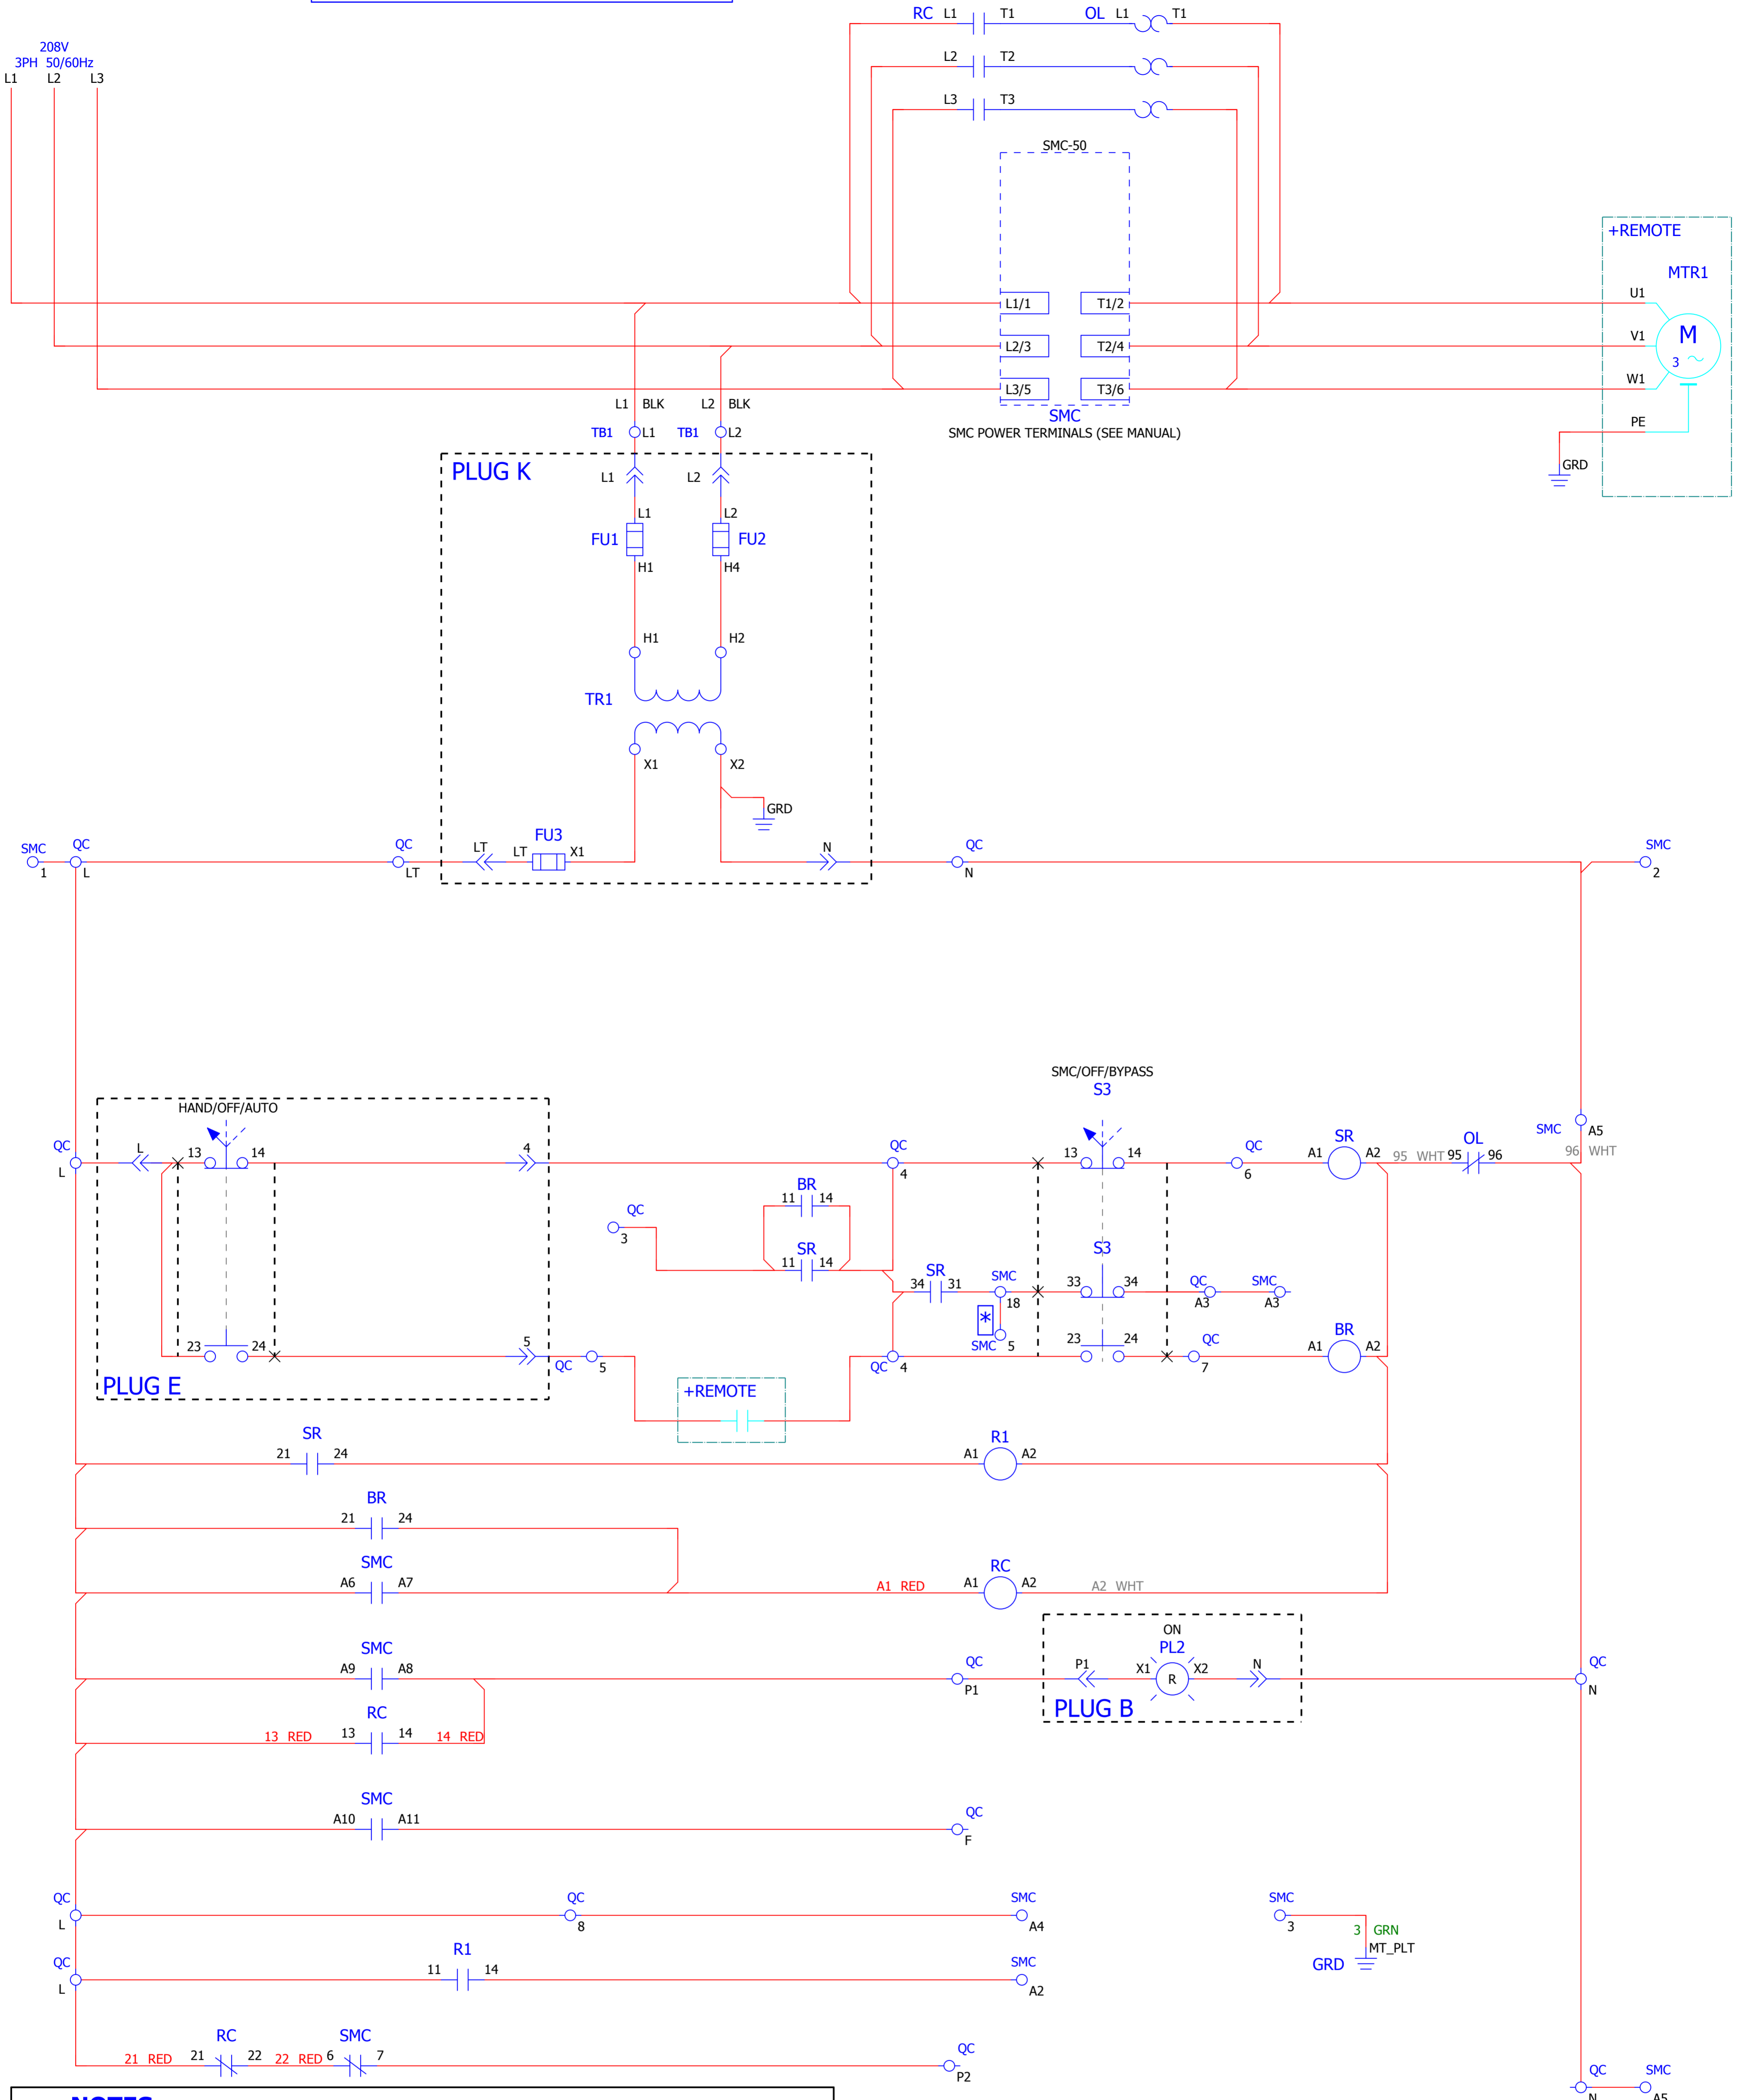 RC L1 T1 OL L1 T1
208V
3PH 50/60Hz
L1 L2 L3
L2 T2
L3 T3
SMC-50
+REMOTE
MTR1
U1
L1/1 T1/2
V1
M
3
L2/3 T2/4
W1
L3/5 T3/6
L1 BLK L2 BLK
SMC
SMC POWER TERMINALS (SEE MANUAL)
PE
TB1 L1 TB1 L2
GRD
PLUG K
L1 L2
L1 L2
FU1 FU2
H1 H4
H1 H2
TR1
X1 X2
GRD
SMC QC QC LT LT FU3 X1 N QC SMC
1 L LT N 2
SMC/OFF/BYPASS
S3
HAND/OFF/AUTO
QC L 13 14 4 QC 13 14 QC SR OL SMC A5
L 4 6 A1 A2 95 WHT 95 96 96 WHT
BR
11 14
QC
3
SR
11 14
S3
SR
34 31 SMC 33 34 QC SMC
18 A3 A3
*
SMC 5
23 24 5 QC 5 QC 4 23 24 QC 7 BR A1 A2
PLUG E
+REMOTE
SR
21 24
R1
A1 A2
BR
21 24
SMC
A6 A7
RC
A1 RED A1 A2 A2 WHT
ON
SMC
A9 A8
QC
P1
P1 X1 PL2 R X2 N
QC
N
PLUG B
RC
13 RED 13 14 14 RED
SMC
A10 A11
QC
F
QC QC SMC SMC
L 8 A4 3
3 GRN
MT_PLT
GRD
QC R1 SMC
L 11 14 A2
RC SMC
21 RED 21 22 22 RED 6 7
QC
P2
QC SMC
N A5
NOTES